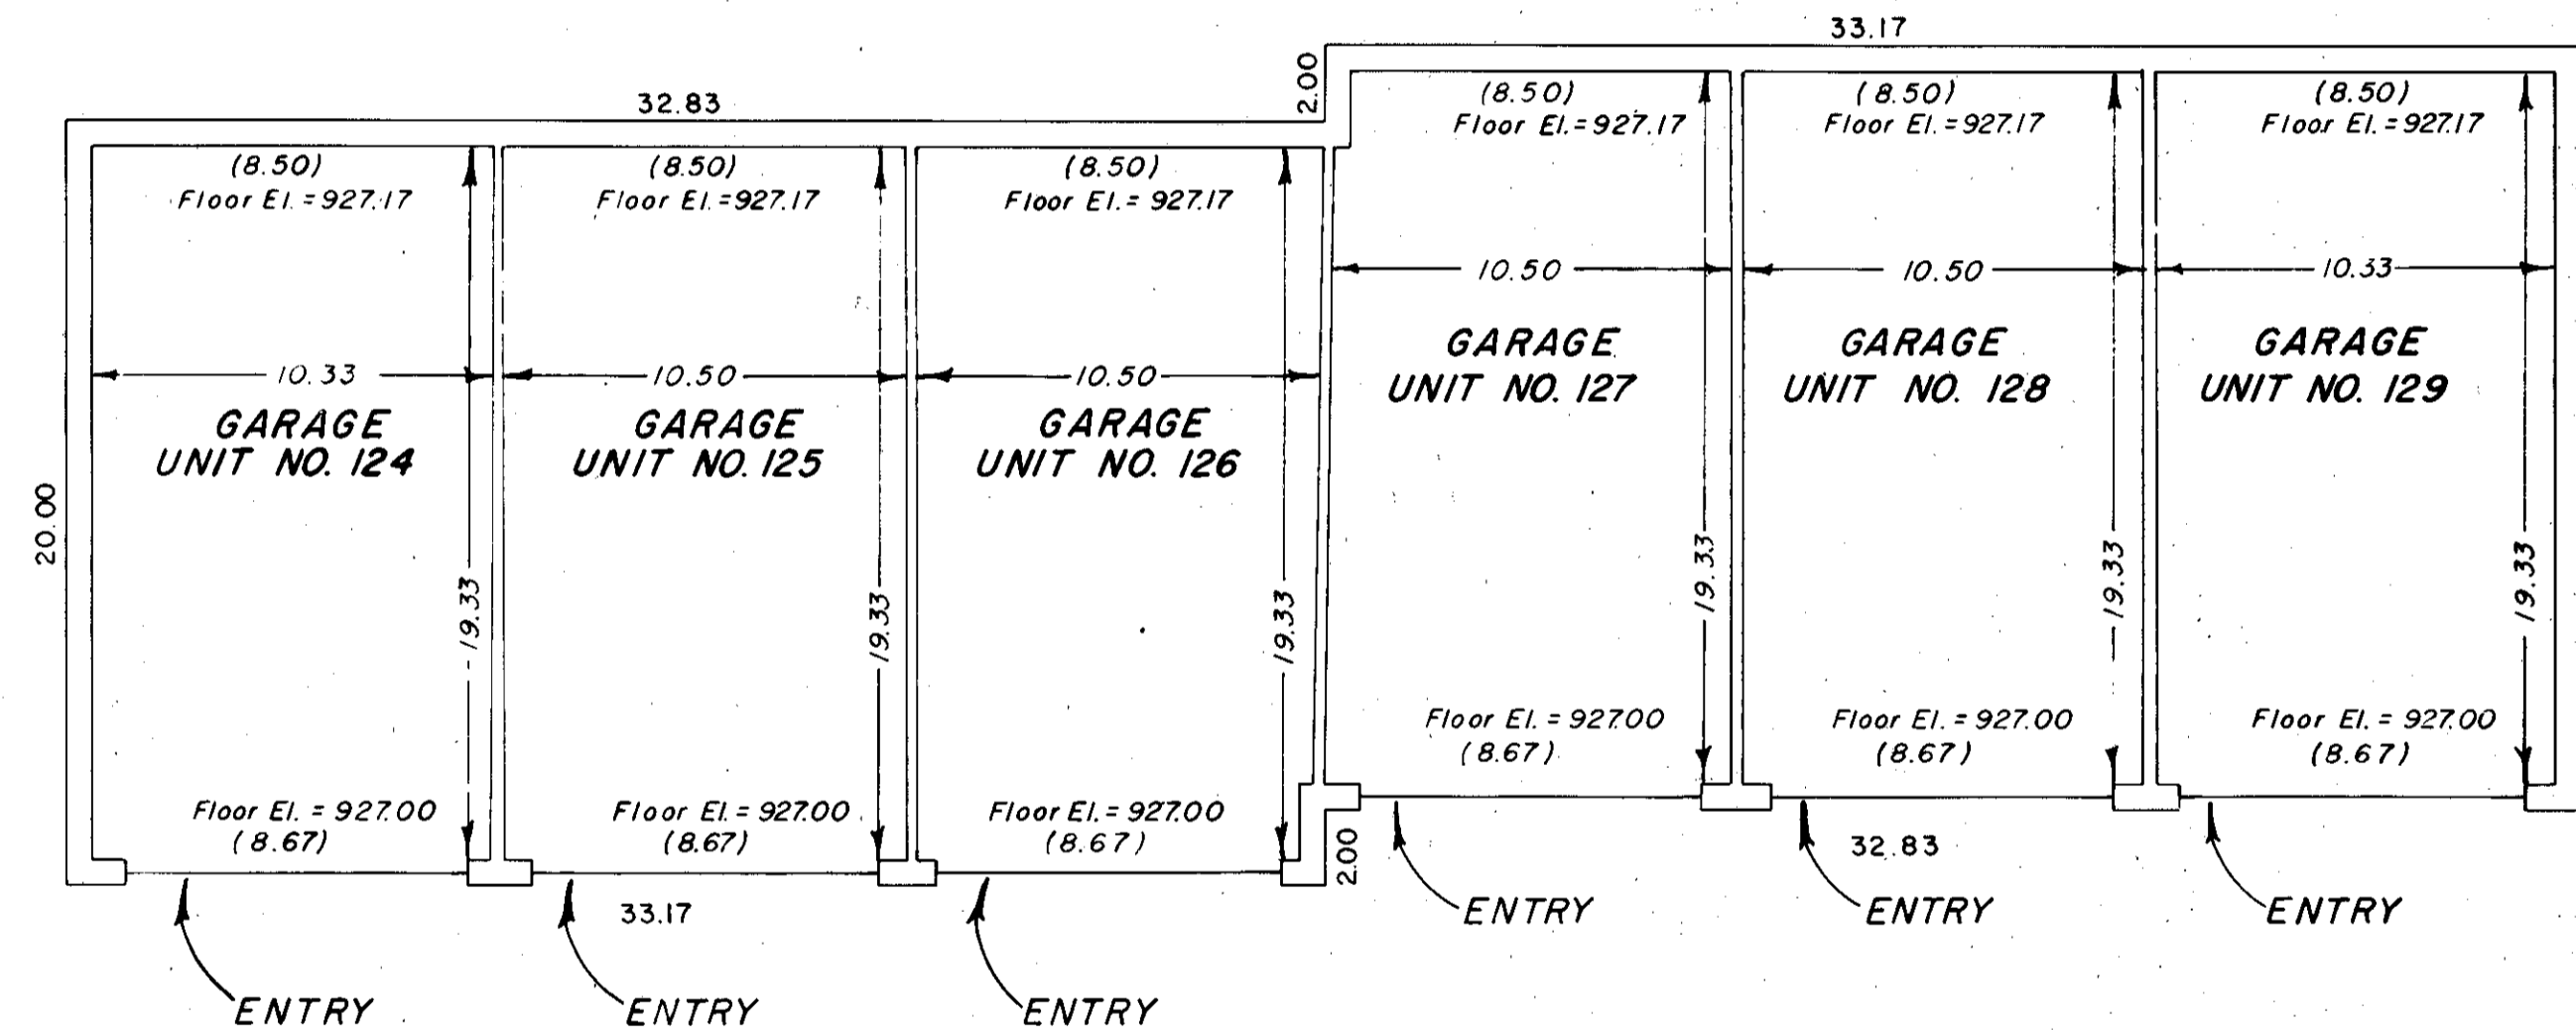 33.17
32.83
2.00
(8.50)
Floor El.=927.17
(8.50)
Floor El.=927.17
(8.50)
Floor El.=927.17
(8.50)
Floor El.=927.17
(8.50)
Floor El.=927.17
(8.50)
Floor El.=927.17
10.33
10.50
10.50
10.50
10.50
10.33
GARAGE
UNIT NO. 124
GARAGE
UNIT NO. 125
GARAGE
UNIT NO. 126
GARAGE
UNIT NO. 127
GARAGE
UNIT NO. 128
GARAGE
UNIT NO. 129
20.00
19.33
19.33
19.33
19.33
19.33
19.33
Floor El.=927.00
(8.67)
Floor El.=927.00
(8.67)
Floor El.=927.00
(8.67)
Floor El.=927.00
(8.67)
Floor El.=927.00
(8.67)
Floor El.=927.00
(8.67)
2.00
33.17
32.83
ENTRY
ENTRY
ENTRY
ENTRY
ENTRY
ENTRY